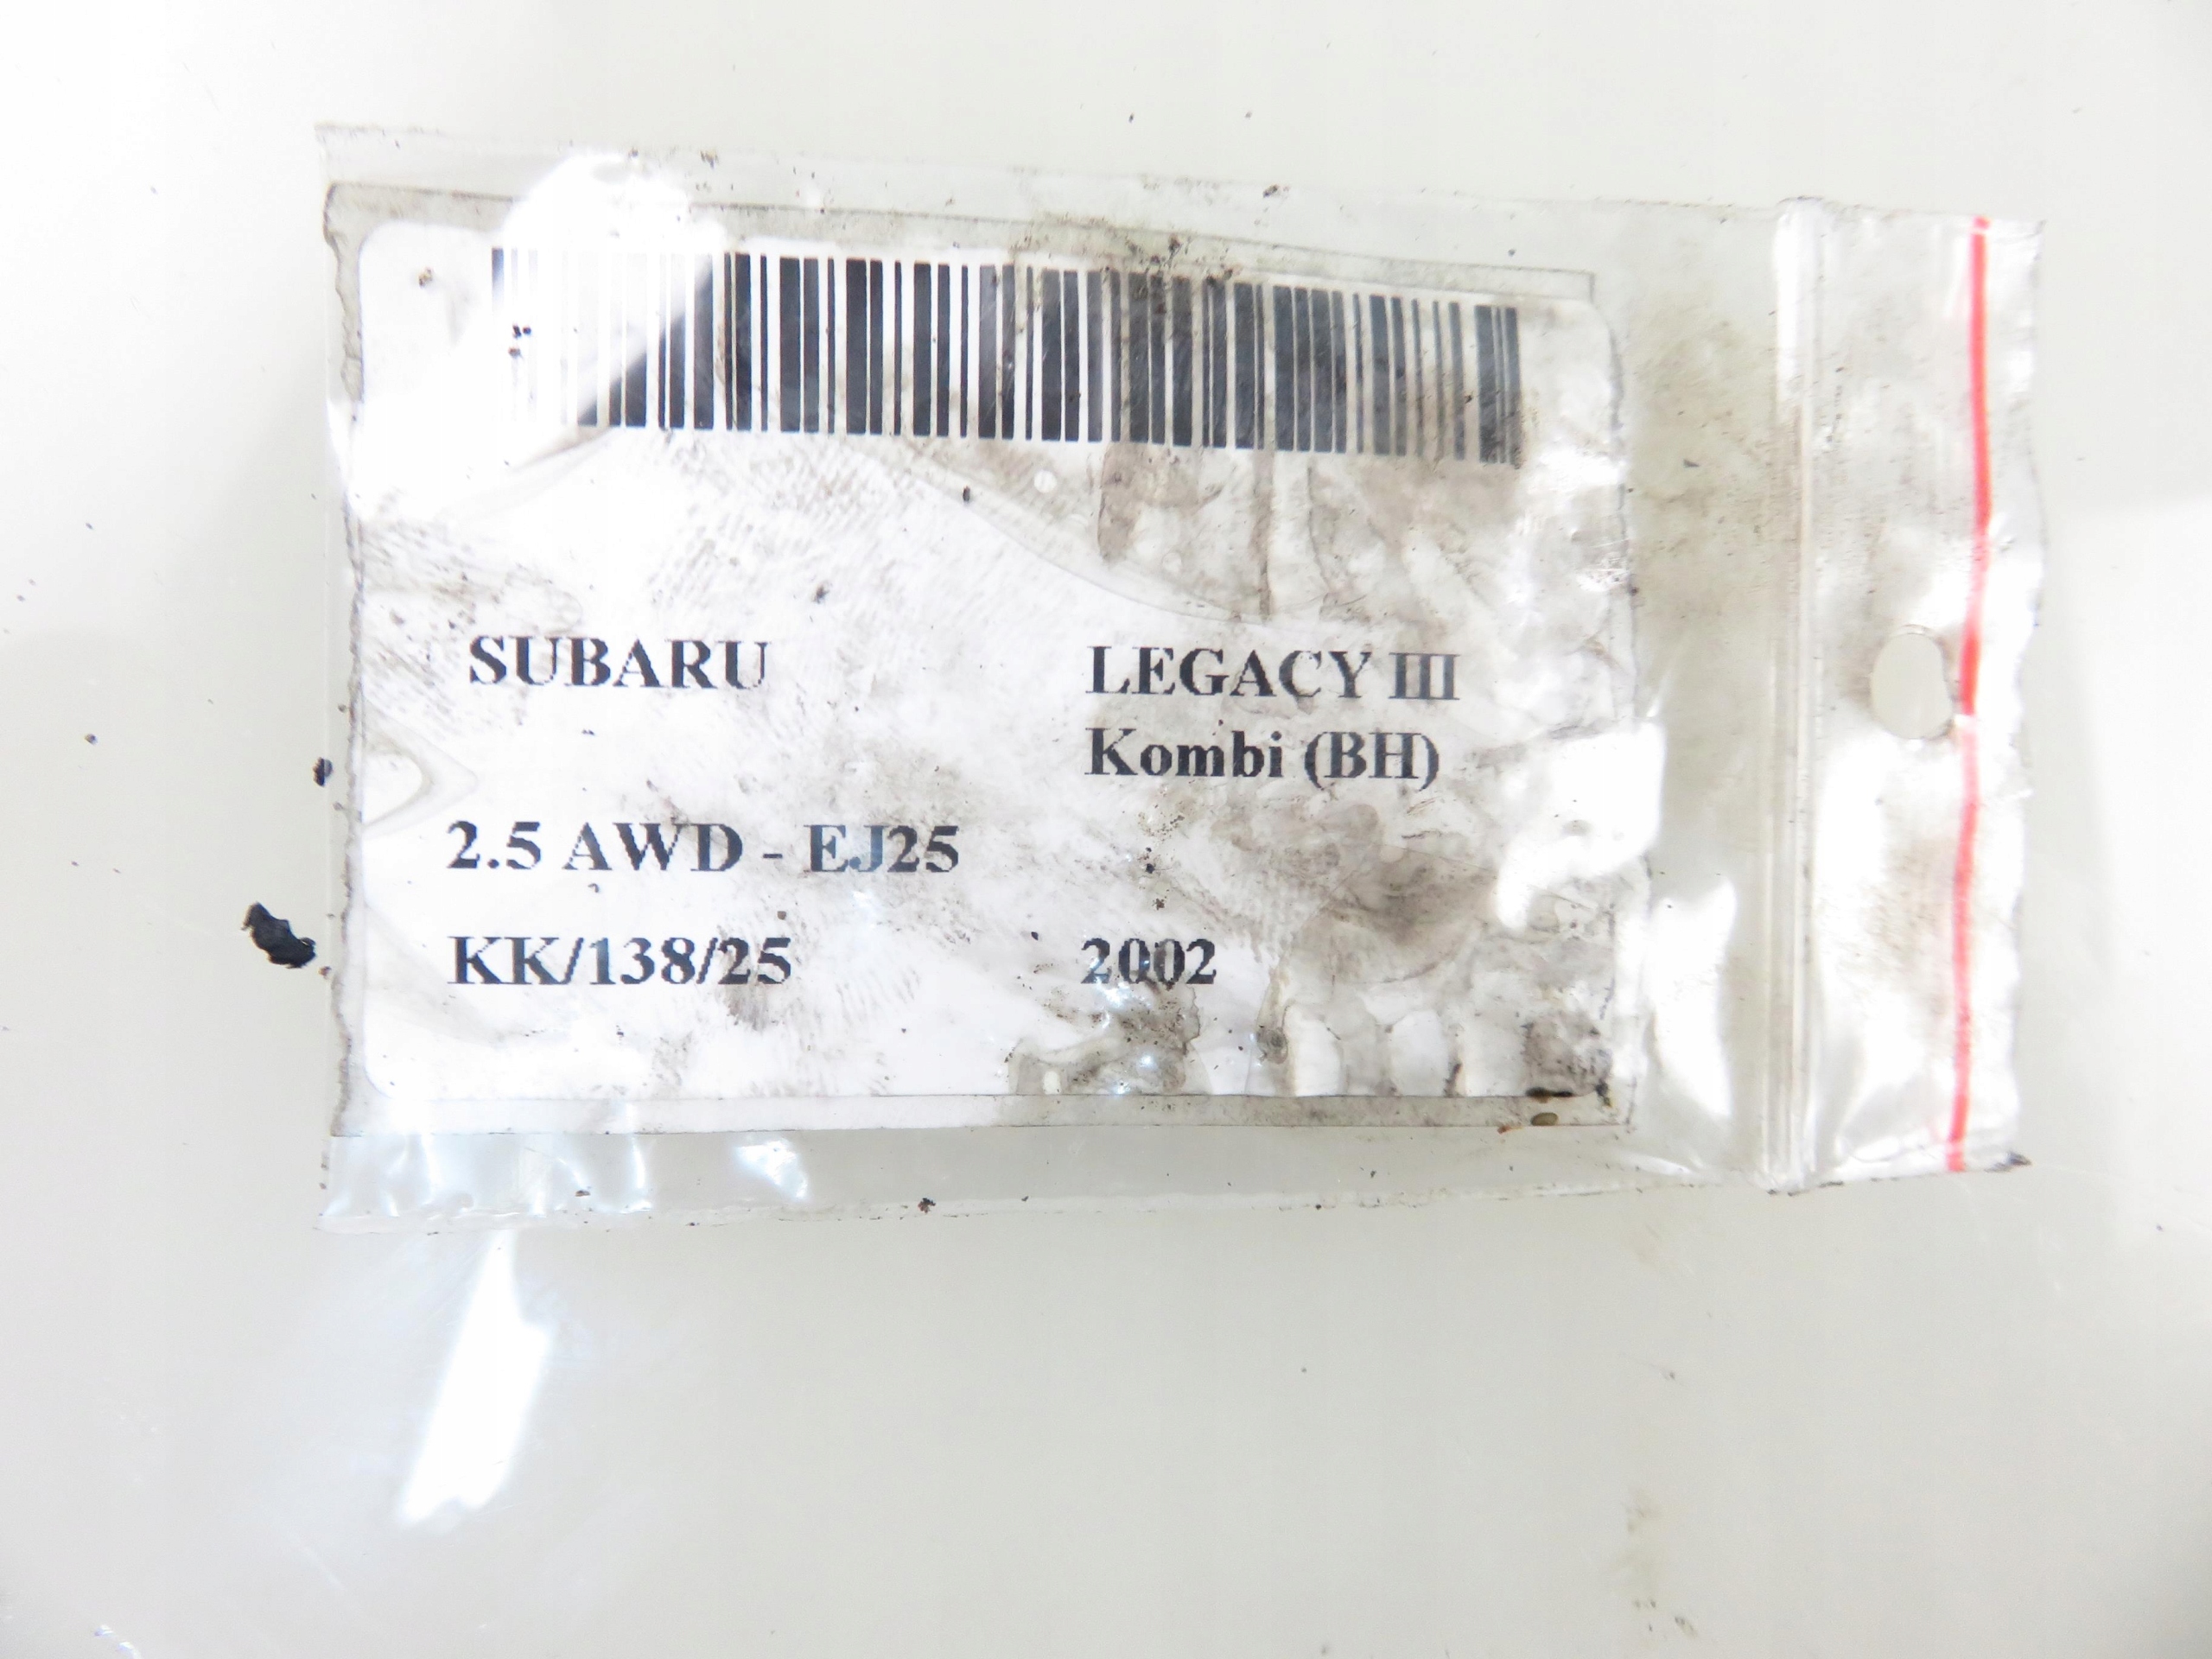 SUBARU LEGACY III
Kombi (BH)
2.5 AWD - EJ25
KK/138/25 2002